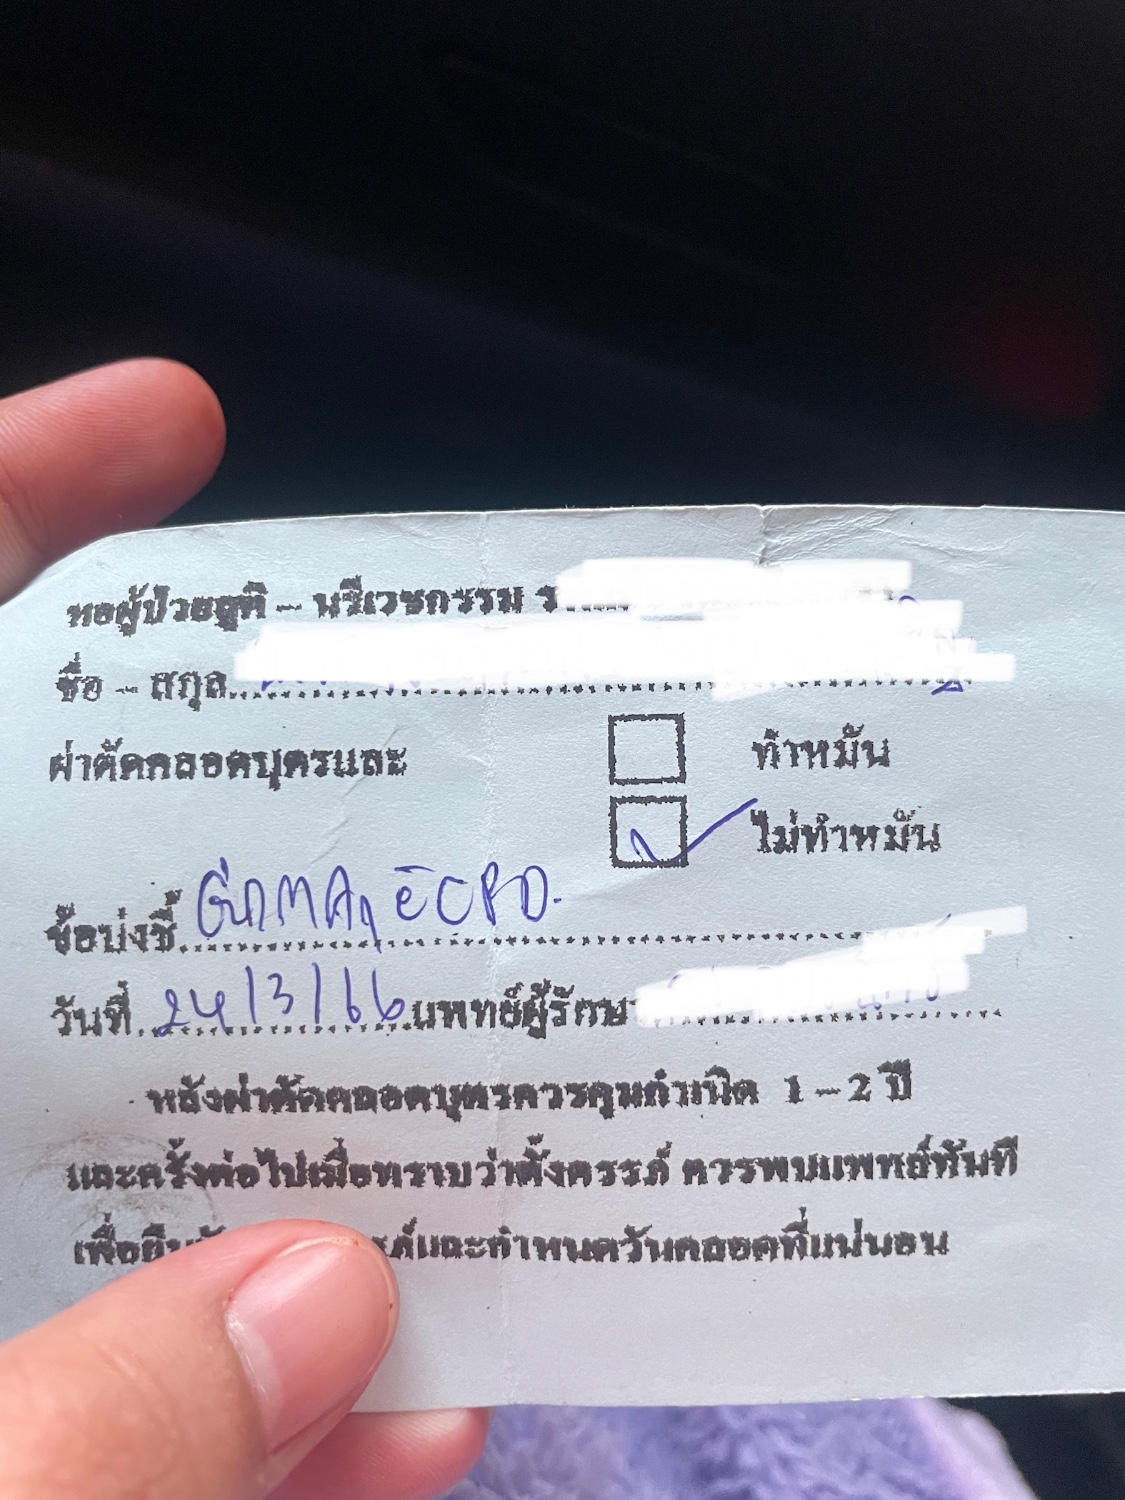 หอผู้ป่วยสูติ – นรีเวชกรรม
ชื่อ – สกุล
ผ่าตัดคลอดบุตรและ
ทำหมัน
ไม่ทำหมัน
ข้อบ่งชี้ CPD.
วันที่ 24/3/66 แพทย์ผู้รักษา
หลังผ่าตัดคลอดบุตรควรคุมกำเนิด 1 – 2 ปี
และครั้งต่อไปเมื่อทราบว่าตั้งครรภ์ ควรพบแพทย์ทันที
และกำหนดวันคลอดที่แน่นอน